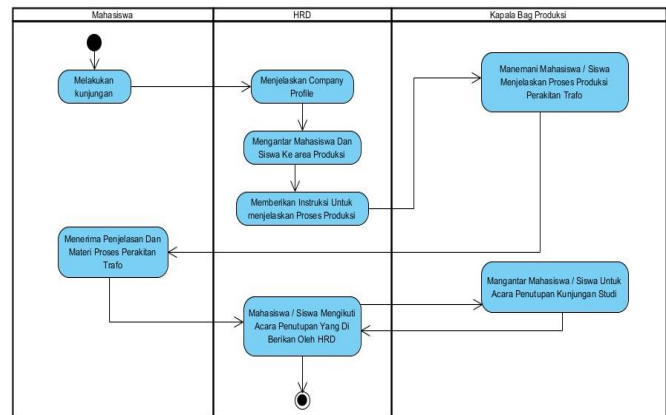 Mahasiswa
HRD
Kapala Bag Produksi
Melakukan
kunjungan
Menjelaskan Company
Profile
Manemani Mahasiswa / Siswa
Menjelaskan Proses Produksi
Perakitan Trafo
Mengantar Mahasiswa Dan
Siswa Ke area Produksi
Memberikan Instruksi Untuk
menjelaskan Proses Produksi
Menerima Penjelasan Dan
Materi Proses Perakitan
Trafo
Mangantar Mahasiswa / Siswa Untuk
Acara Penutupan Kunjungan Studi
Mahasiswa / Siswa Mengikuti
Acara Penutupan Yang Di
Berikan Oleh HRD